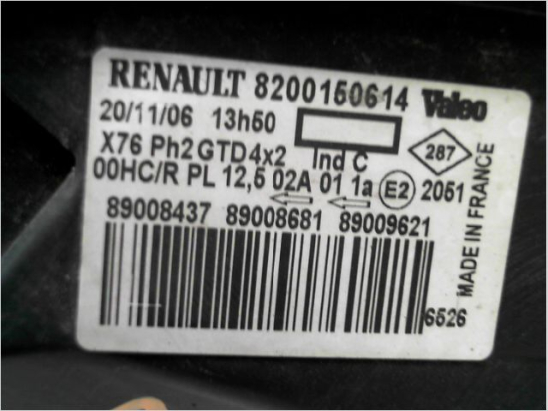 RENAULT 8200150614 Valeo
20/11/06 13h50
X76 Ph2 GTD 4x2 Ind C 287
00HC/R PL 12,5 02A 01 1a E2 2051
89008437 89008681 89009621
6526
MADE IN FRANCE